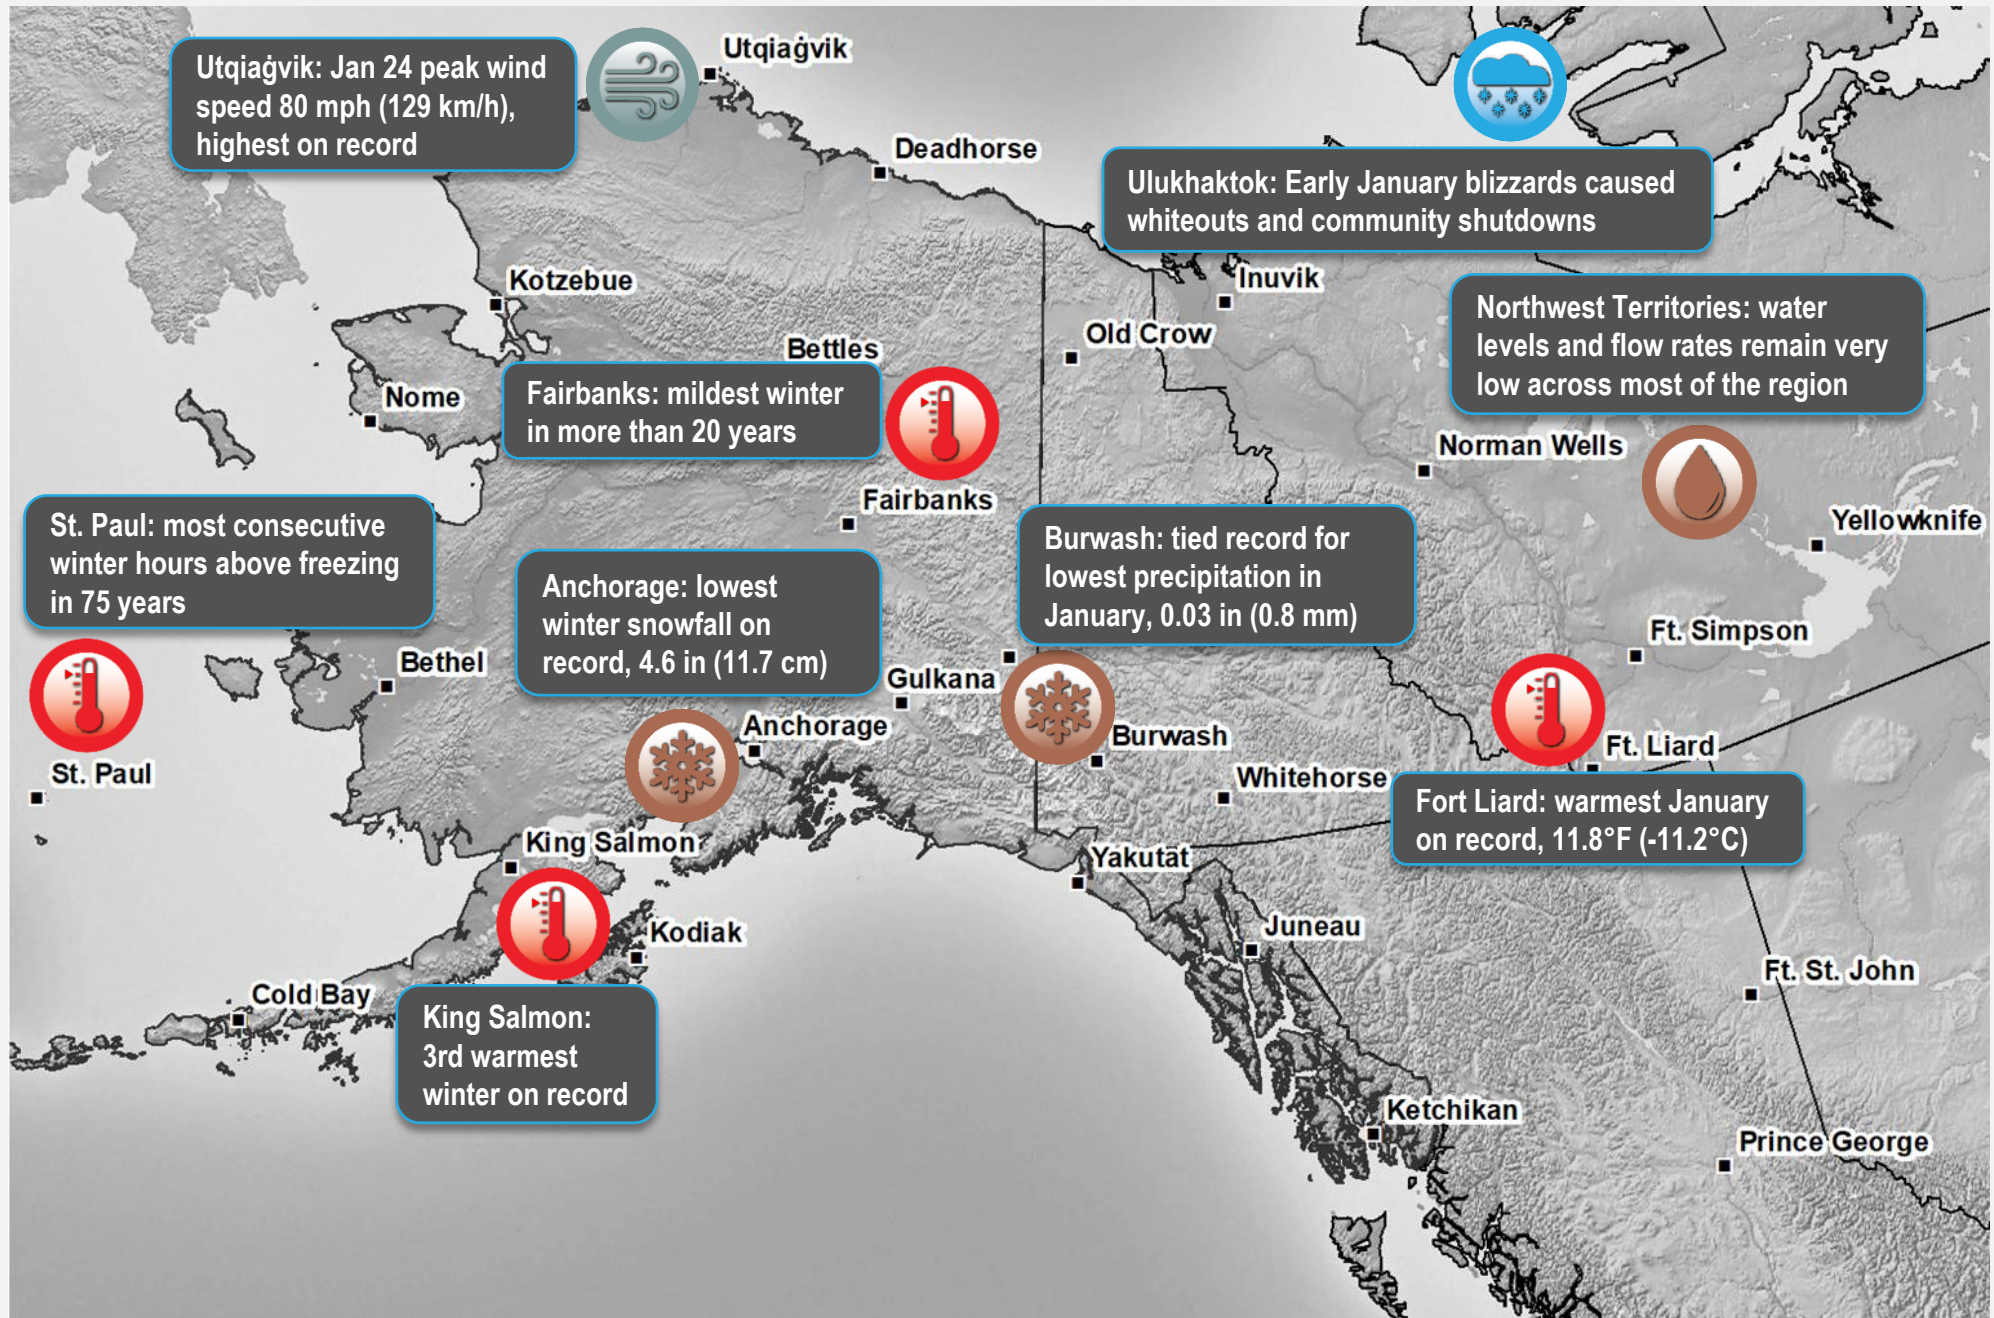 Utqiaġvik
Utqiaġvik: Jan 24 peak wind
speed 80 mph (129 km/h),
highest on record
Deadhorse
Ulukhaktok: Early January blizzards caused
whiteouts and community shutdowns
Kotzebue
Inuvik
Northwest Territories: water
levels and flow rates remain very
low across most of the region
Old Crow
Bettles
Nome
Fairbanks: mildest winter
in more than 20 years
Norman Wells
Fairbanks
Yellowknife
St. Paul: most consecutive
winter hours above freezing
in 75 years
Burwash: tied record for
lowest precipitation in
January, 0.03 in (0.8 mm)
Anchorage: lowest
winter snowfall on
record, 4.6 in (11.7 cm)
Ft. Simpson
Bethel
Gulkana
Anchorage
Burwash
Ft. Liard
St. Paul
Whitehorse
Fort Liard: warmest January
on record, 11.8°F (-11.2°C)
King Salmon
Yakutat
Kodiak
Juneau
Ft. St. John
Cold Bay
King Salmon:
3rd warmest
winter on record
Ketchikan
Prince George